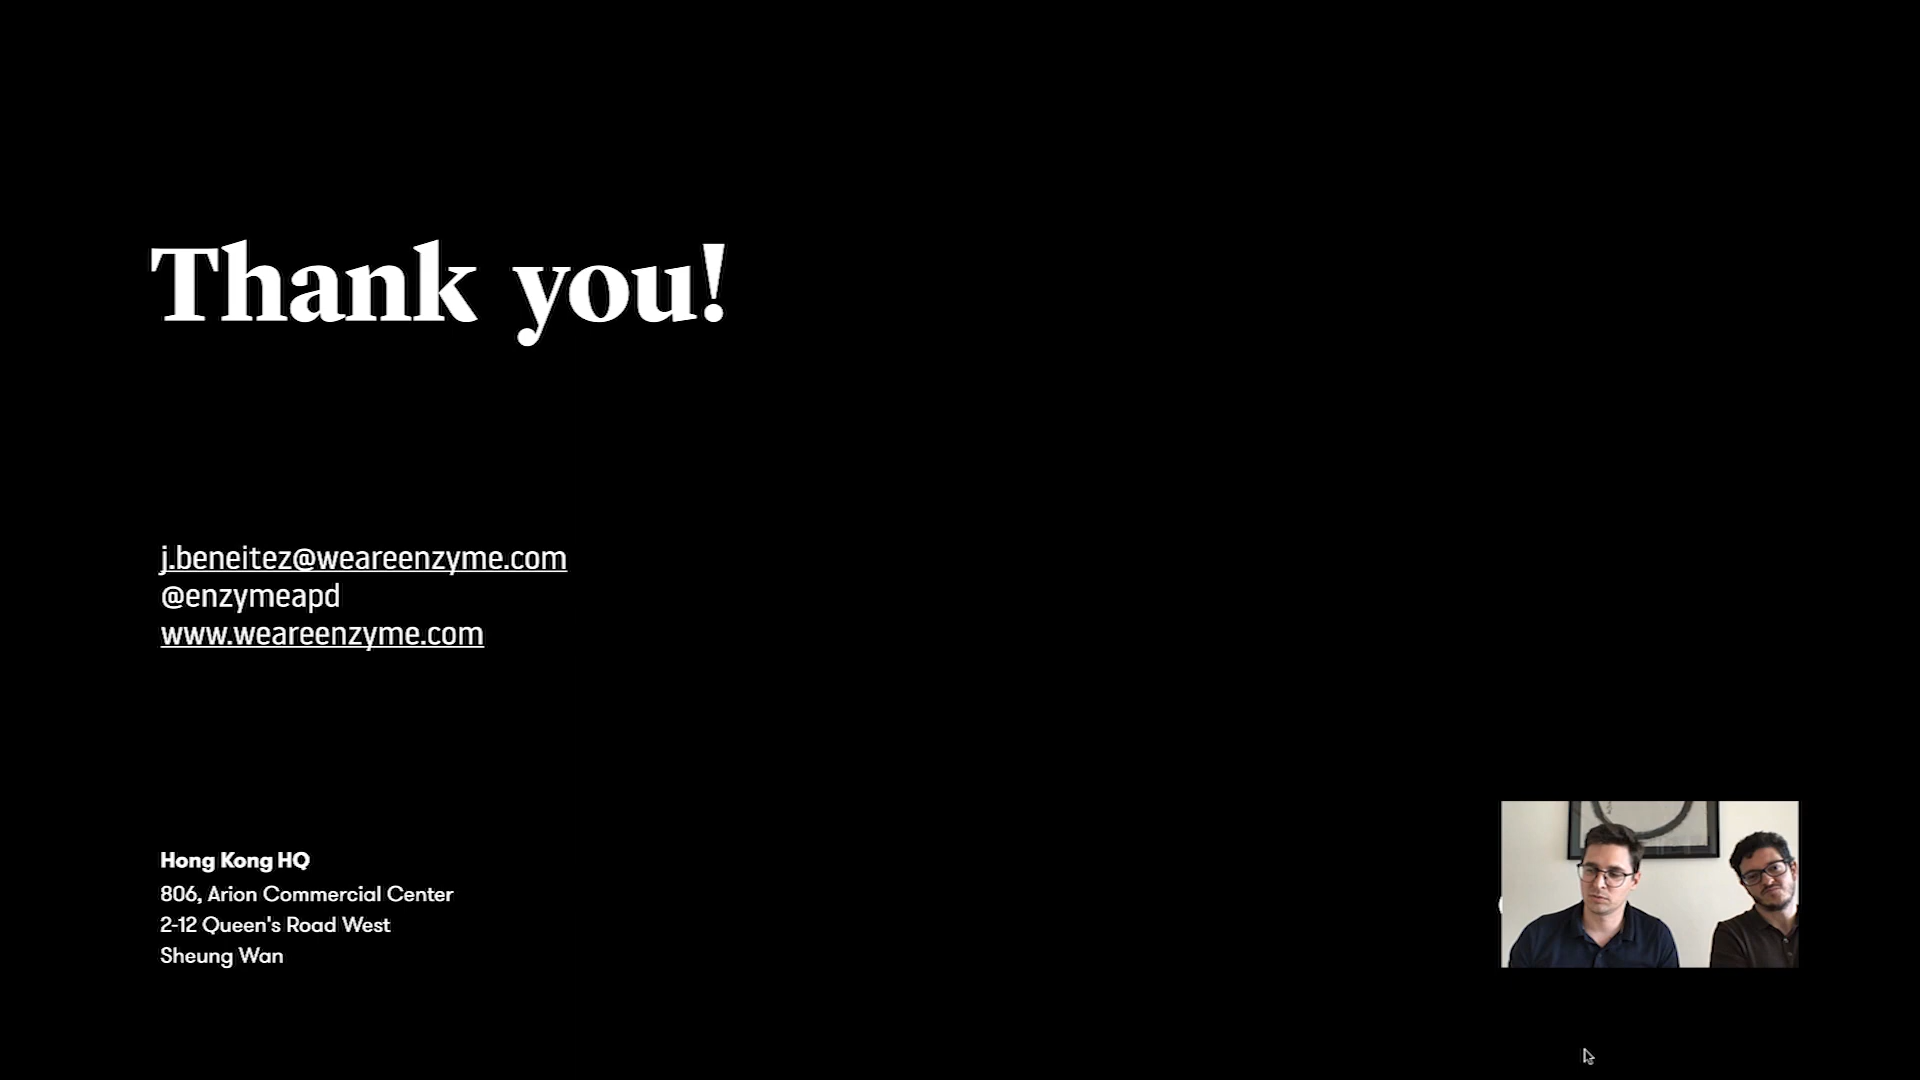 Thank you!
j.beneitez@weareenzyme.com
@enzymeapd
www.weareenzyme.com
Hong Kong HQ
806, Arion Commercial Center
2-12 Queen's Road West
Sheung Wan